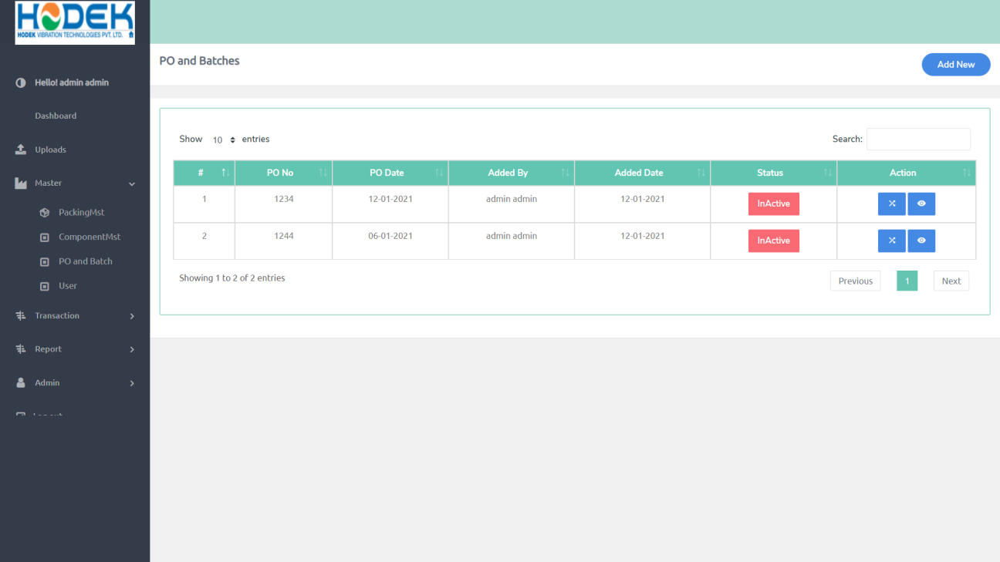 HODEK
HODEK VIBRATION TECHNOLOGIES PVT. LTD.
Hello! admin admin
Dashboard
Uploads
Master
PackingMst
ComponentMst
PO and Batch
User
Transaction
Report
Admin
PO and Batches
Add New
Show 10 entries
Search:
# PO No PO Date Added By Added Date Status Action
1 1234 12-01-2021 admin admin 12-01-2021 InActive
2 1244 06-01-2021 admin admin 12-01-2021 InActive
Showing 1 to 2 of 2 entries
Previous 1 Next